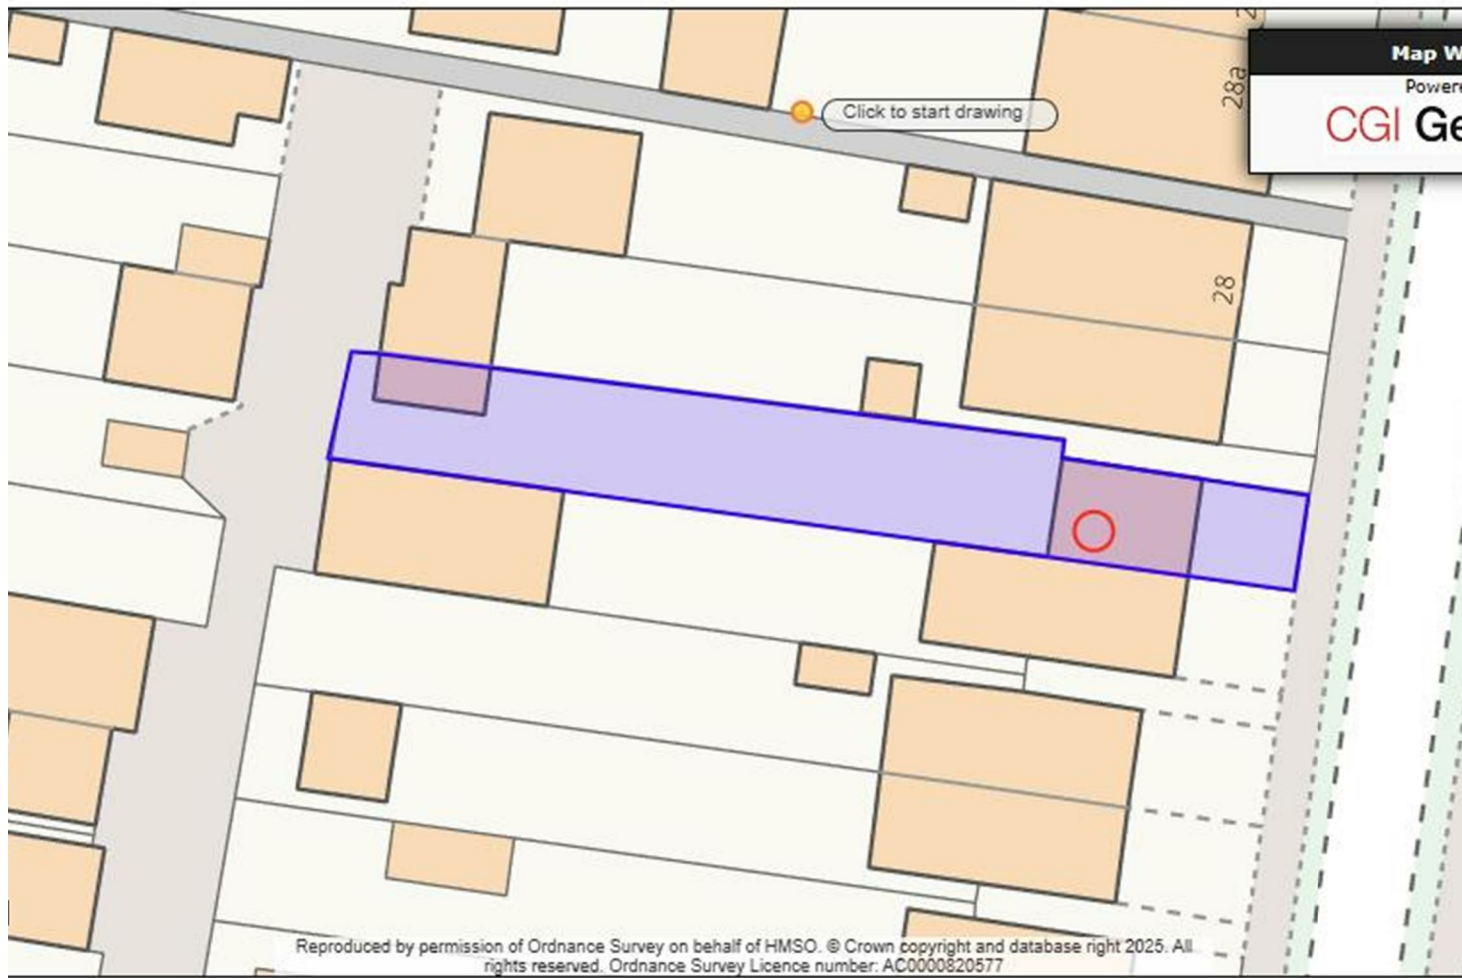 28a
Map W
Powere
CGI Ge
Click to start drawing
28
Reproduced by permission of Ordnance Survey on behalf of HMSO. © Crown copyright and database right 2025. All
rights reserved. Ordnance Survey Licence number: AC0000820577